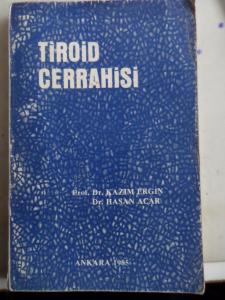 TİROİD
CERRAHİSİ
Prof. Dr. KAZIM ERGİN
Dr. HASAN ACAR
ANKARA 1985